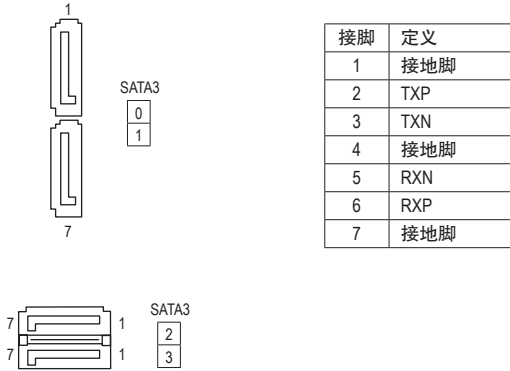 1
SATA3
0
1
7
接脚 定义
1 接地脚
2 TXP
3 TXN
4 接地脚
5 RXN
6 RXP
7 接地脚
7 1
7 1
SATA3
2
3